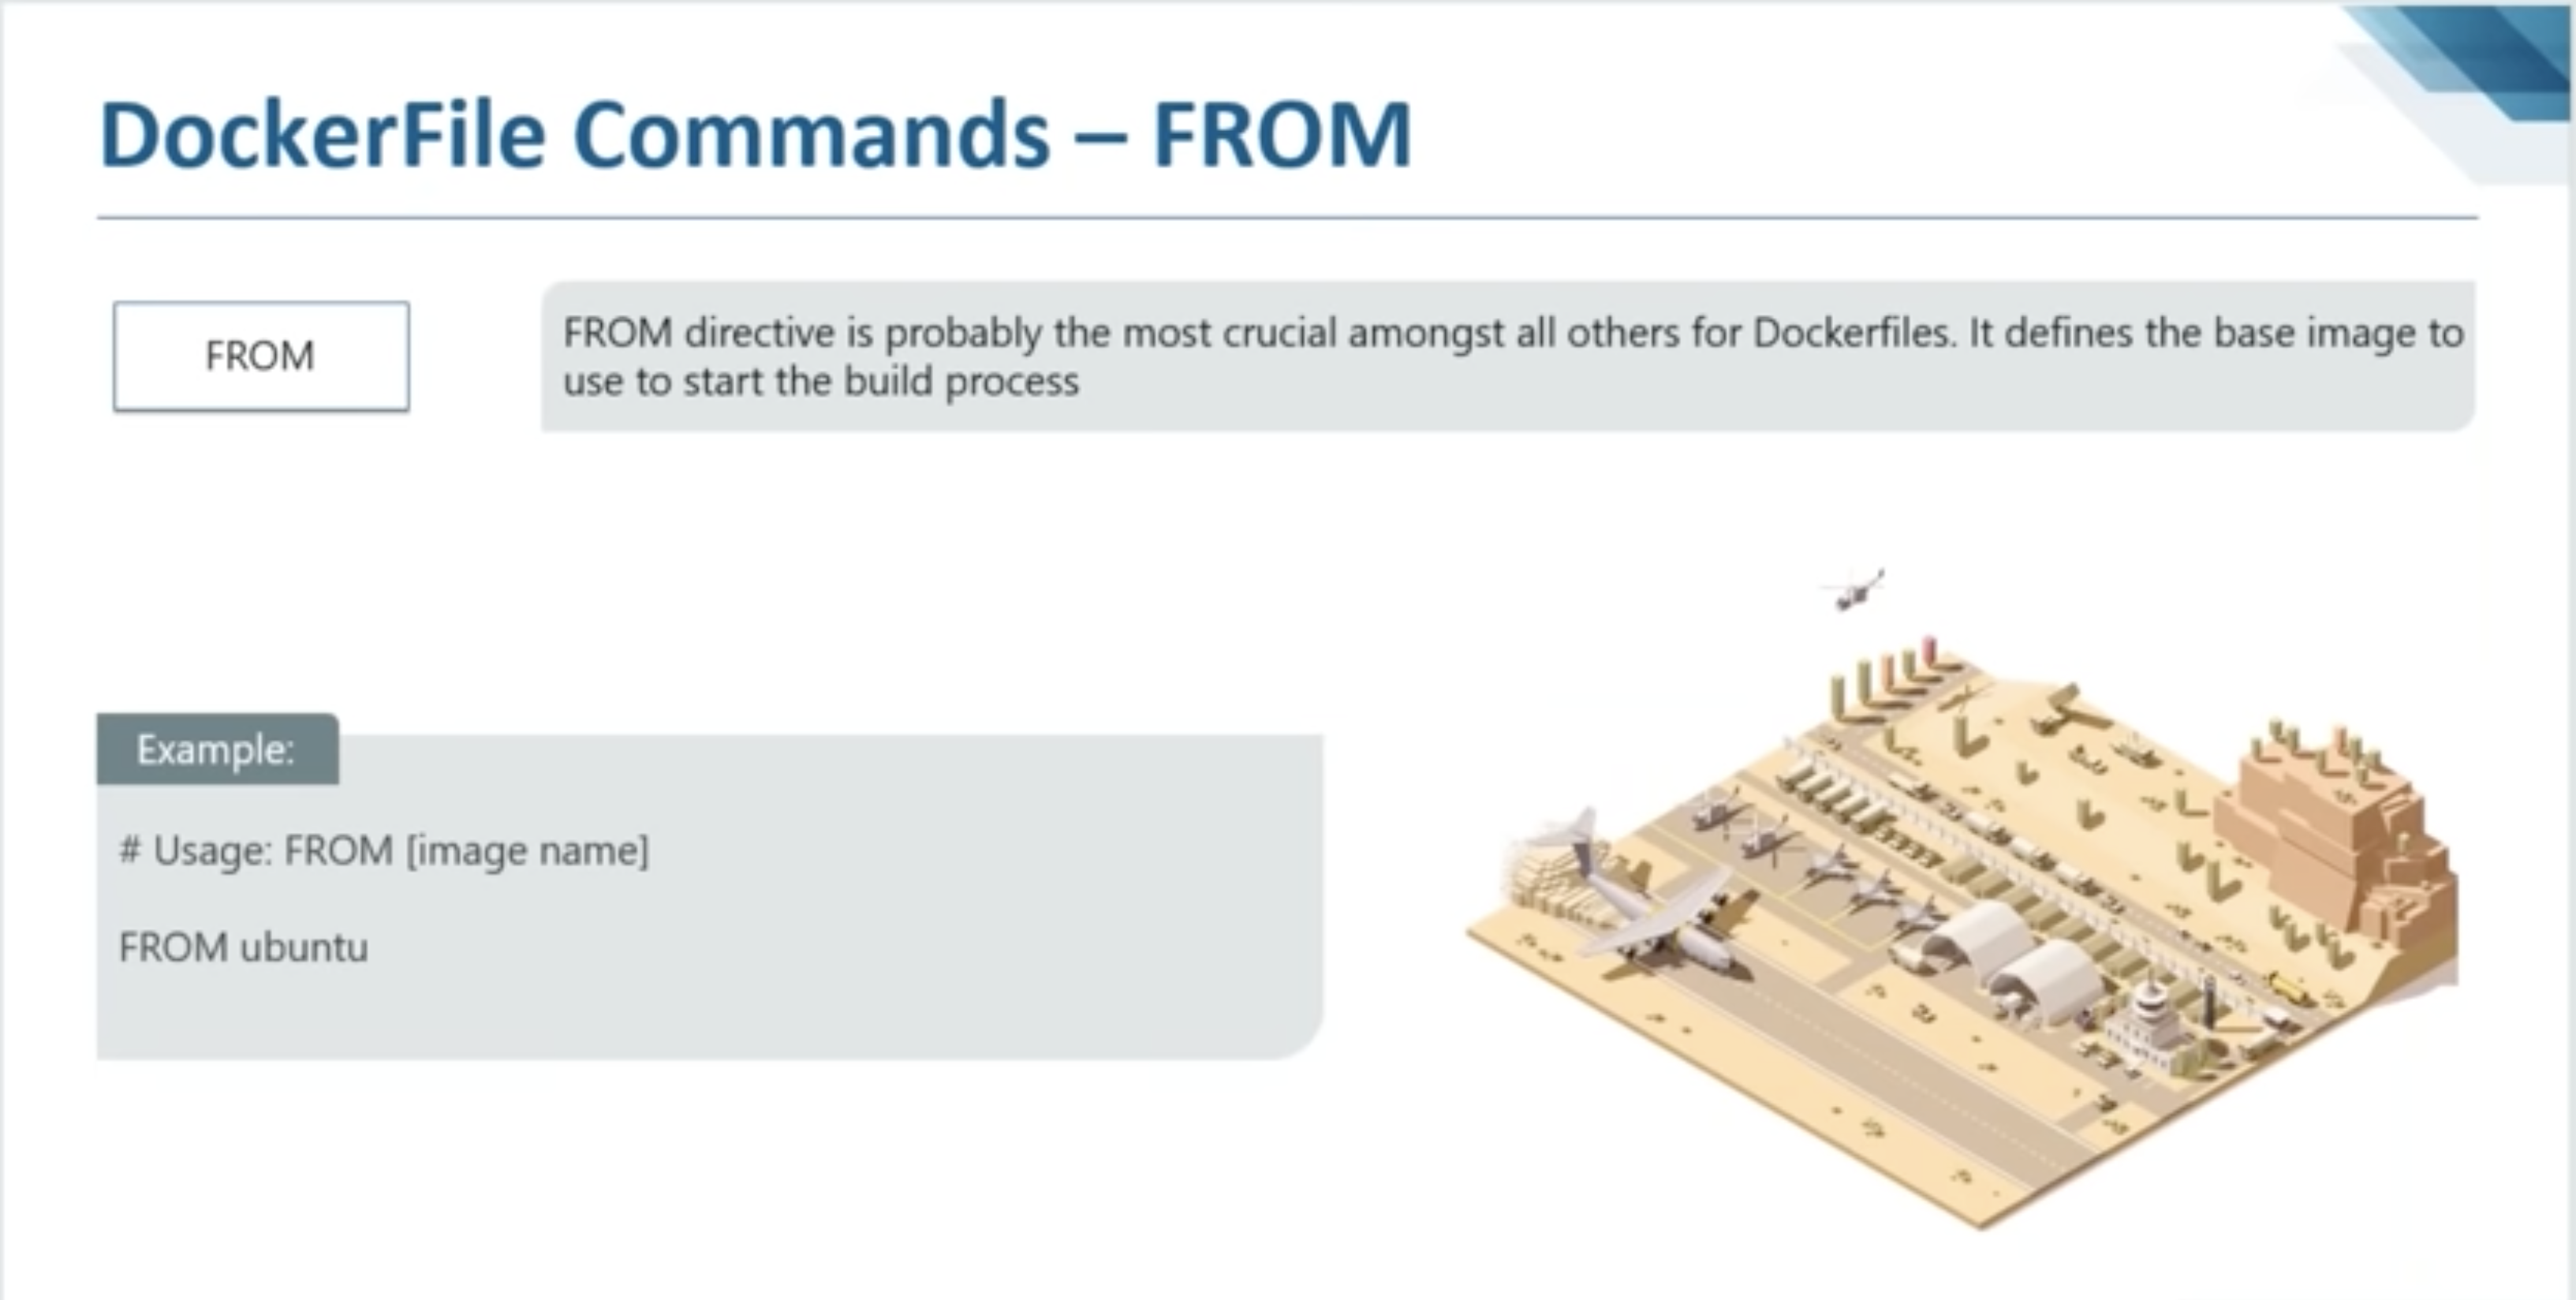 DockerFile Commands – FROM
FROM
FROM directive is probably the most crucial amongst all others for Dockerfiles. It defines the base image to
use to start the build process
Example:
# Usage: FROM [image name]
FROM ubuntu